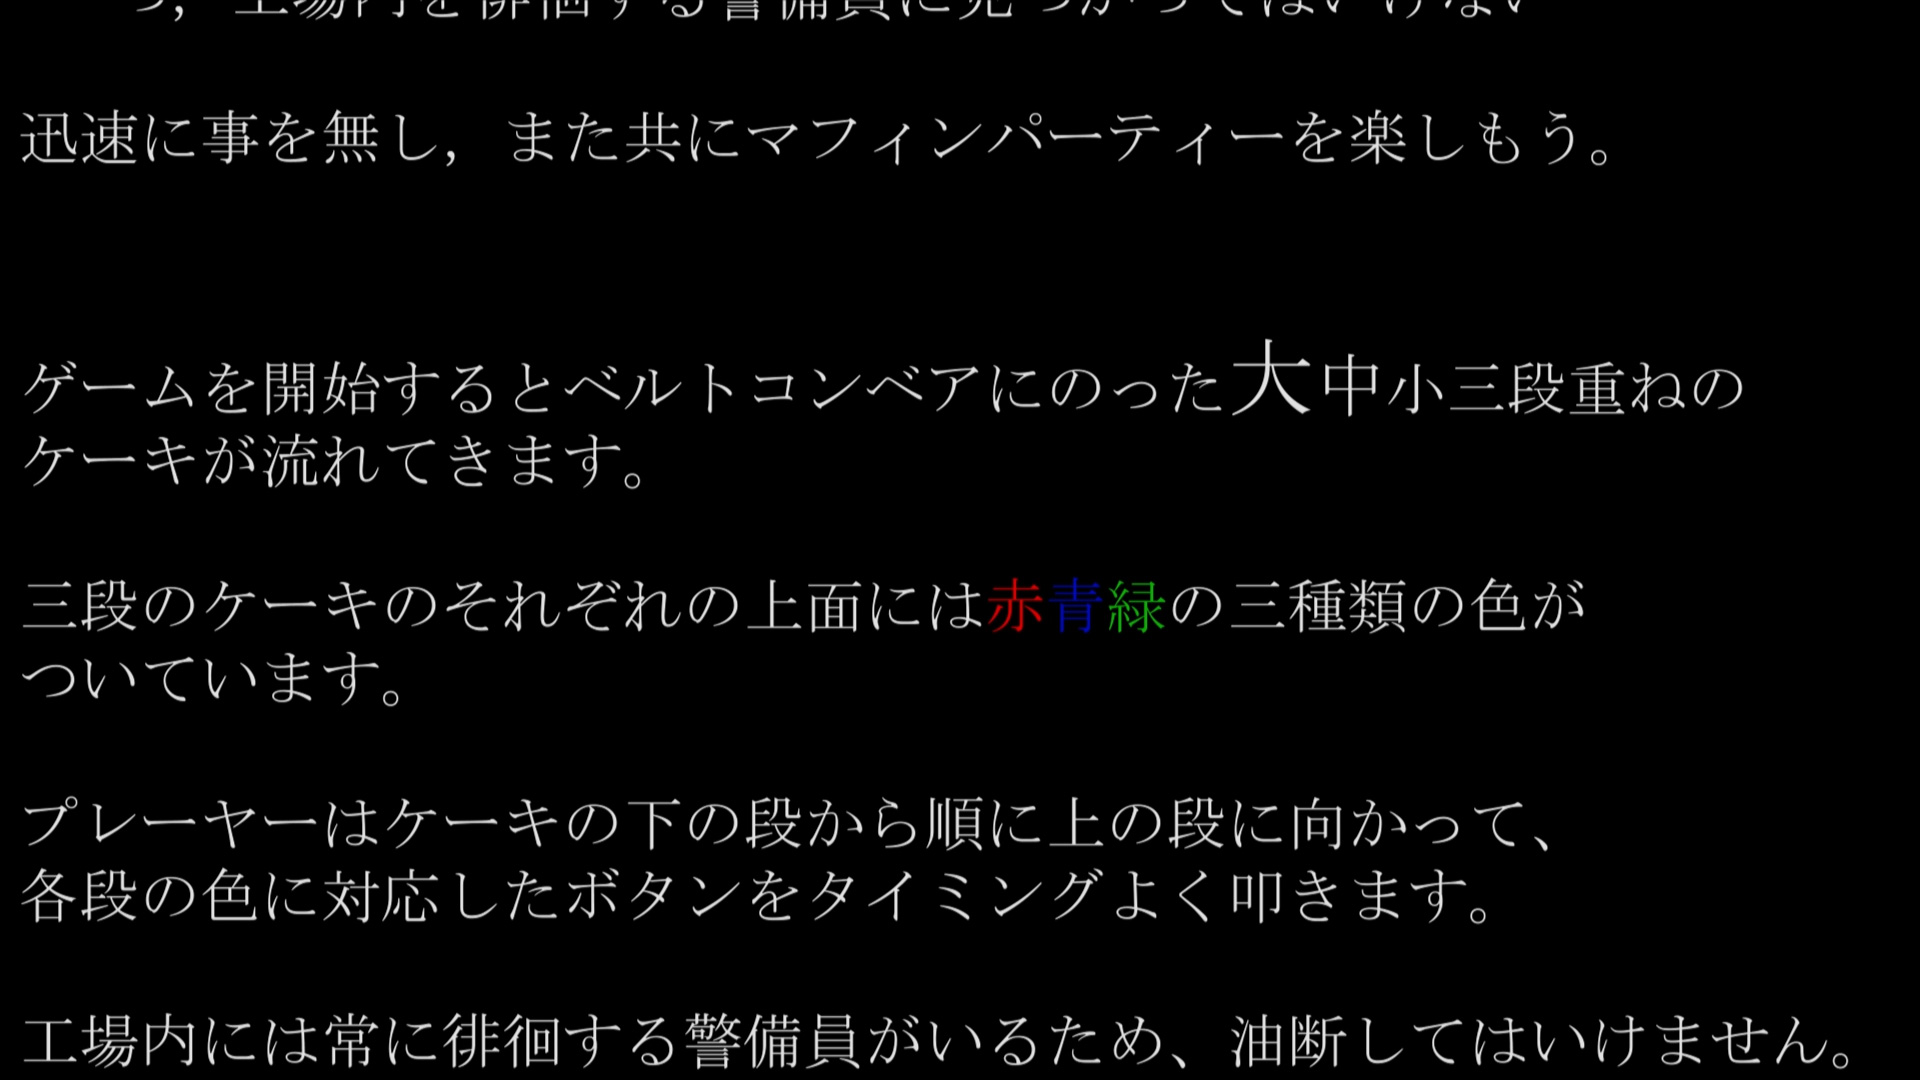 つ，工場内を徘徊する警備員に見つかってはいけない
迅速に事を無し，また共にマフィンパーティーを楽しもう。
ゲームを開始するとベルトコンベアにのった大中小三段重ねの
ケーキが流れてきます。
三段のケーキのそれぞれの上面には赤青緑の三種類の色が
ついています。
プレーヤーはケーキの下の段から順に上の段に向かって、
各段の色に対応したボタンをタイミングよく叩きます。
工場内には常に徘徊する警備員がいるため、油断してはいけません。